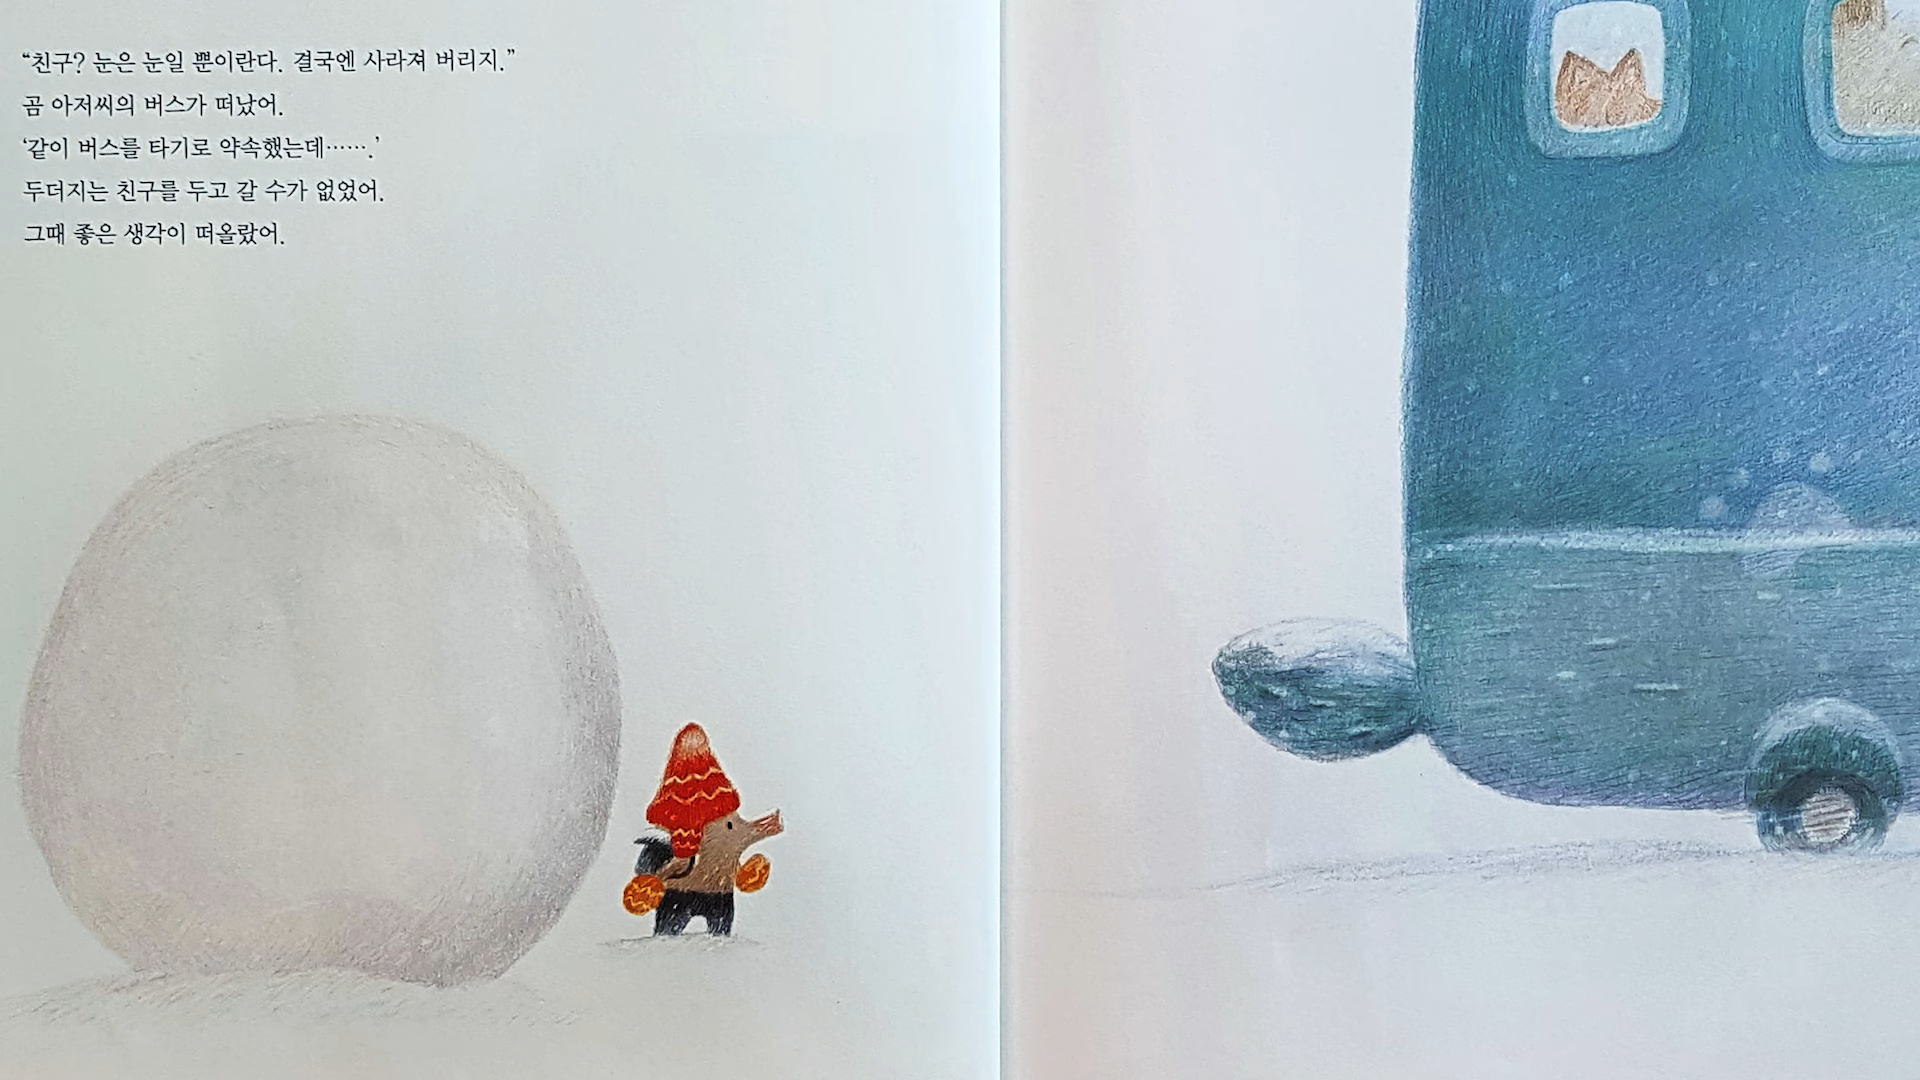 “친구? 눈은 눈일 뿐이란다. 결국엔 사라져 버리지.”
곰 아저씨의 버스가 떠났어.
‘같이 버스를 타기로 약속했는데…….’
두더지는 친구를 두고 갈 수가 없었어.
그때 좋은 생각이 떠올랐어.